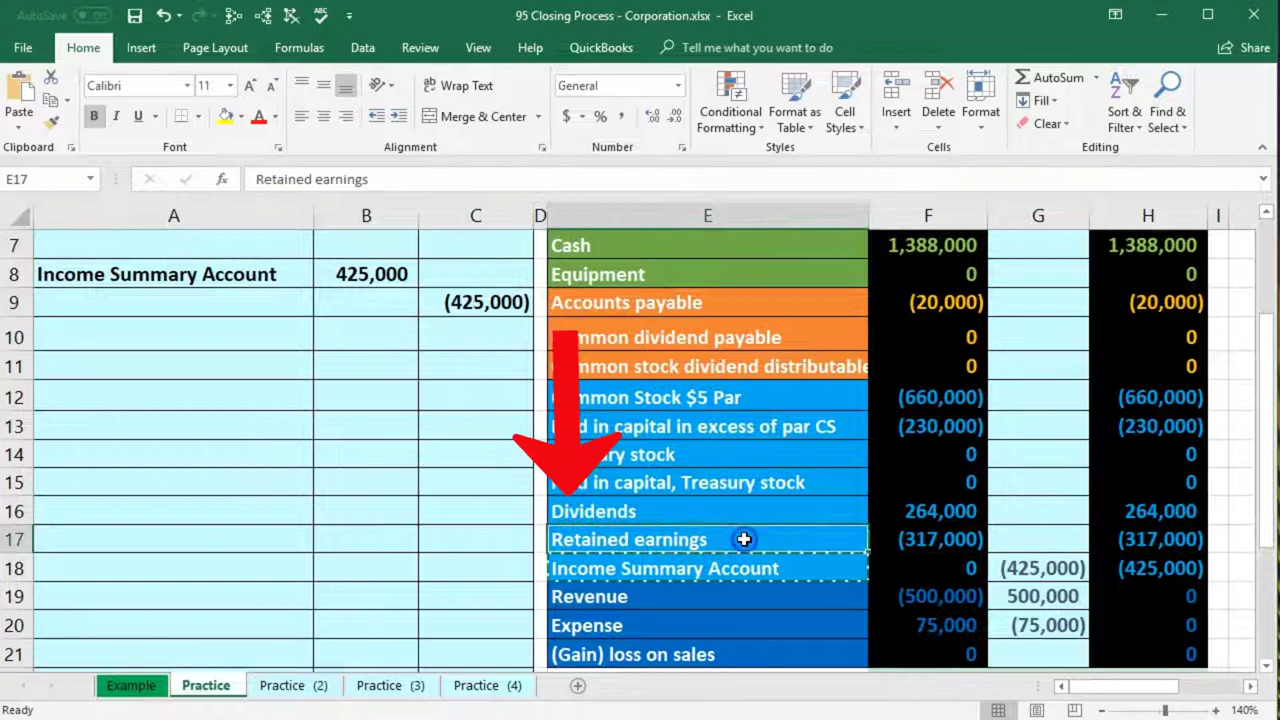 AutoSave Off
95 Closing Process - Corporation.xlsx - Excel
File Home Insert Page Layout Formulas Data Review View Help QuickBooks Tell me what you want to do Share
Paste Calibri 11 Wrap Text General Conditional Formatting Format as Table Cell Styles Insert Delete Format AutoSum Sort & Filter Find & Select
B I U Merge & Center $ % Fill
Clear
Clipboard Font Alignment Number Styles Cells Editing
E17 fx Retained earnings
A B C D E F G H I
7 Cash 1,388,000 1,388,000
8 Income Summary Account 425,000 Equipment 0 0
9 (425,000) Accounts payable (20,000) (20,000)
10 mmon dividend payable 0 0
11 mmon stock dividend distributable 0 0
12 mmon Stock $5 Par (660,000) (660,000)
13 d in capital in excess of par CS (230,000) (230,000)
14 ry stock 0 0
15 d in capital, Treasury stock 0 0
16 Dividends 264,000 264,000
17 Retained earnings (317,000) (317,000)
18 Income Summary Account 0 (425,000) (425,000)
19 Revenue (500,000) 500,000 0
20 Expense 75,000 (75,000) 0
21 (Gain) loss on sales 0 0
Example Practice Practice (2) Practice (3) Practice (4)
Ready 140%